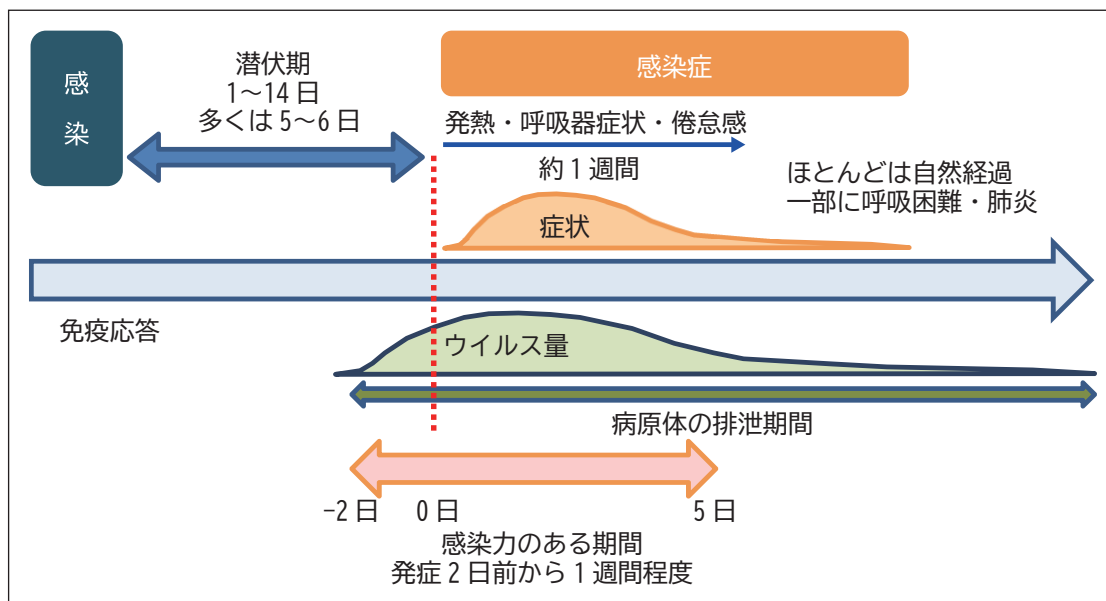 感染
潜伏期
1〜14日
多くは5〜6日
感染症
発熱・呼吸器症状・倦怠感
約1週間
ほとんどは自然経過
一部に呼吸困難・肺炎
症状
免疫応答
ウイルス量
病原体の排泄期間
-2日
0日
5日
感染力のある期間
発症2日前から1週間程度